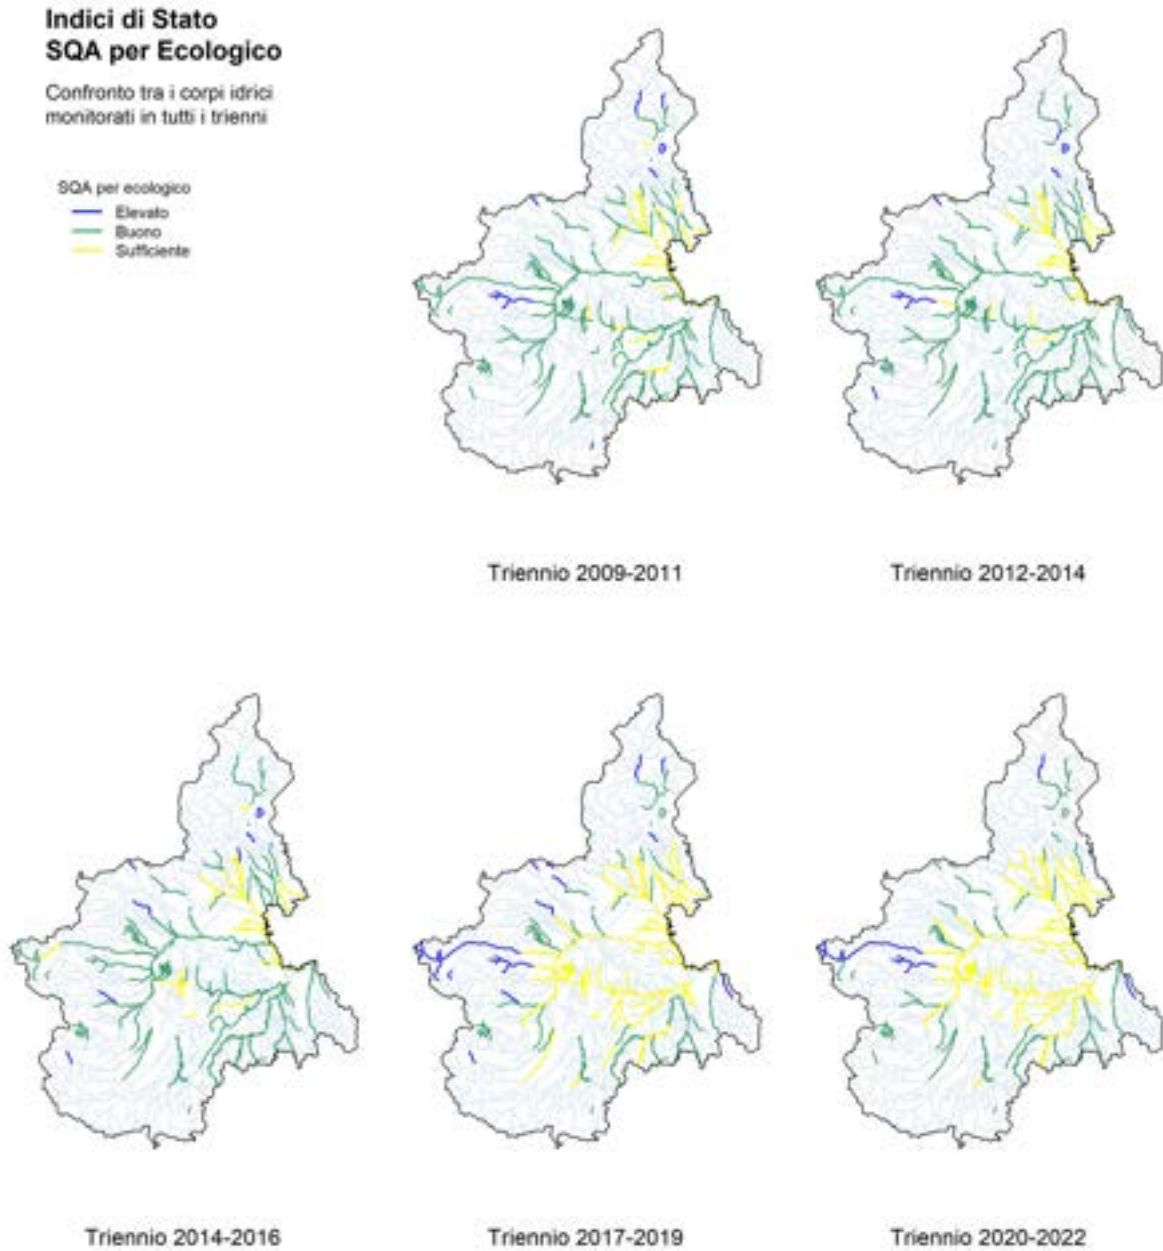 Indici di Stato
SQA per Ecologico
Confronto tra i corpi idrici
monitorati in tutti i trienni
SQA per ecologico
Elevato
Buono
Sufficiente
Triennio 2009-2011
Triennio 2012-2014
Triennio 2014-2016
Triennio 2017-2019
Triennio 2020-2022